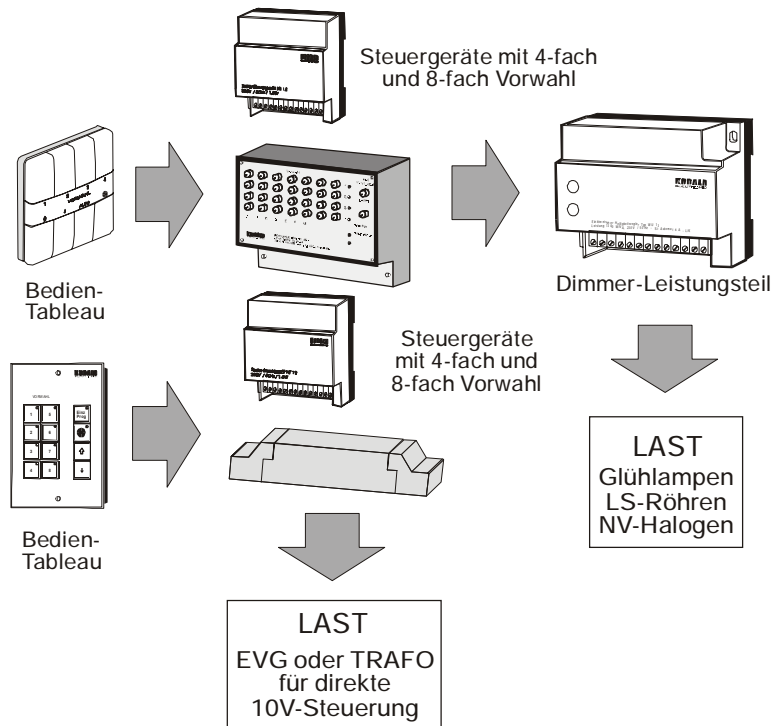 Steuergeräte mit 4-fach
und 8-fach Vorwahl
Bedien-
Tableau
Dimmer-Leistungsteil
Steuergeräte
mit 4-fach und
8-fach Vorwahl
VORWAHL
Bedien-
Tableau
LAST
Glühlampen
LS-Röhren
NV-Halogen
LAST
EVG oder TRAFO
für direkte
10V-Steuerung